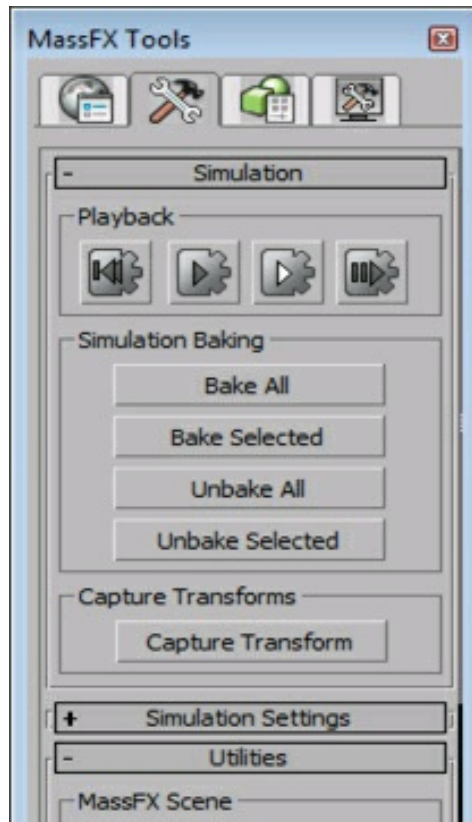 MassFX Tools
- Simulation
Playback
Simulation Baking
Bake All
Bake Selected
Unbake All
Unbake Selected
Capture Transforms
Capture Transform
+ Simulation Settings
- Utilities
MassFX Scene